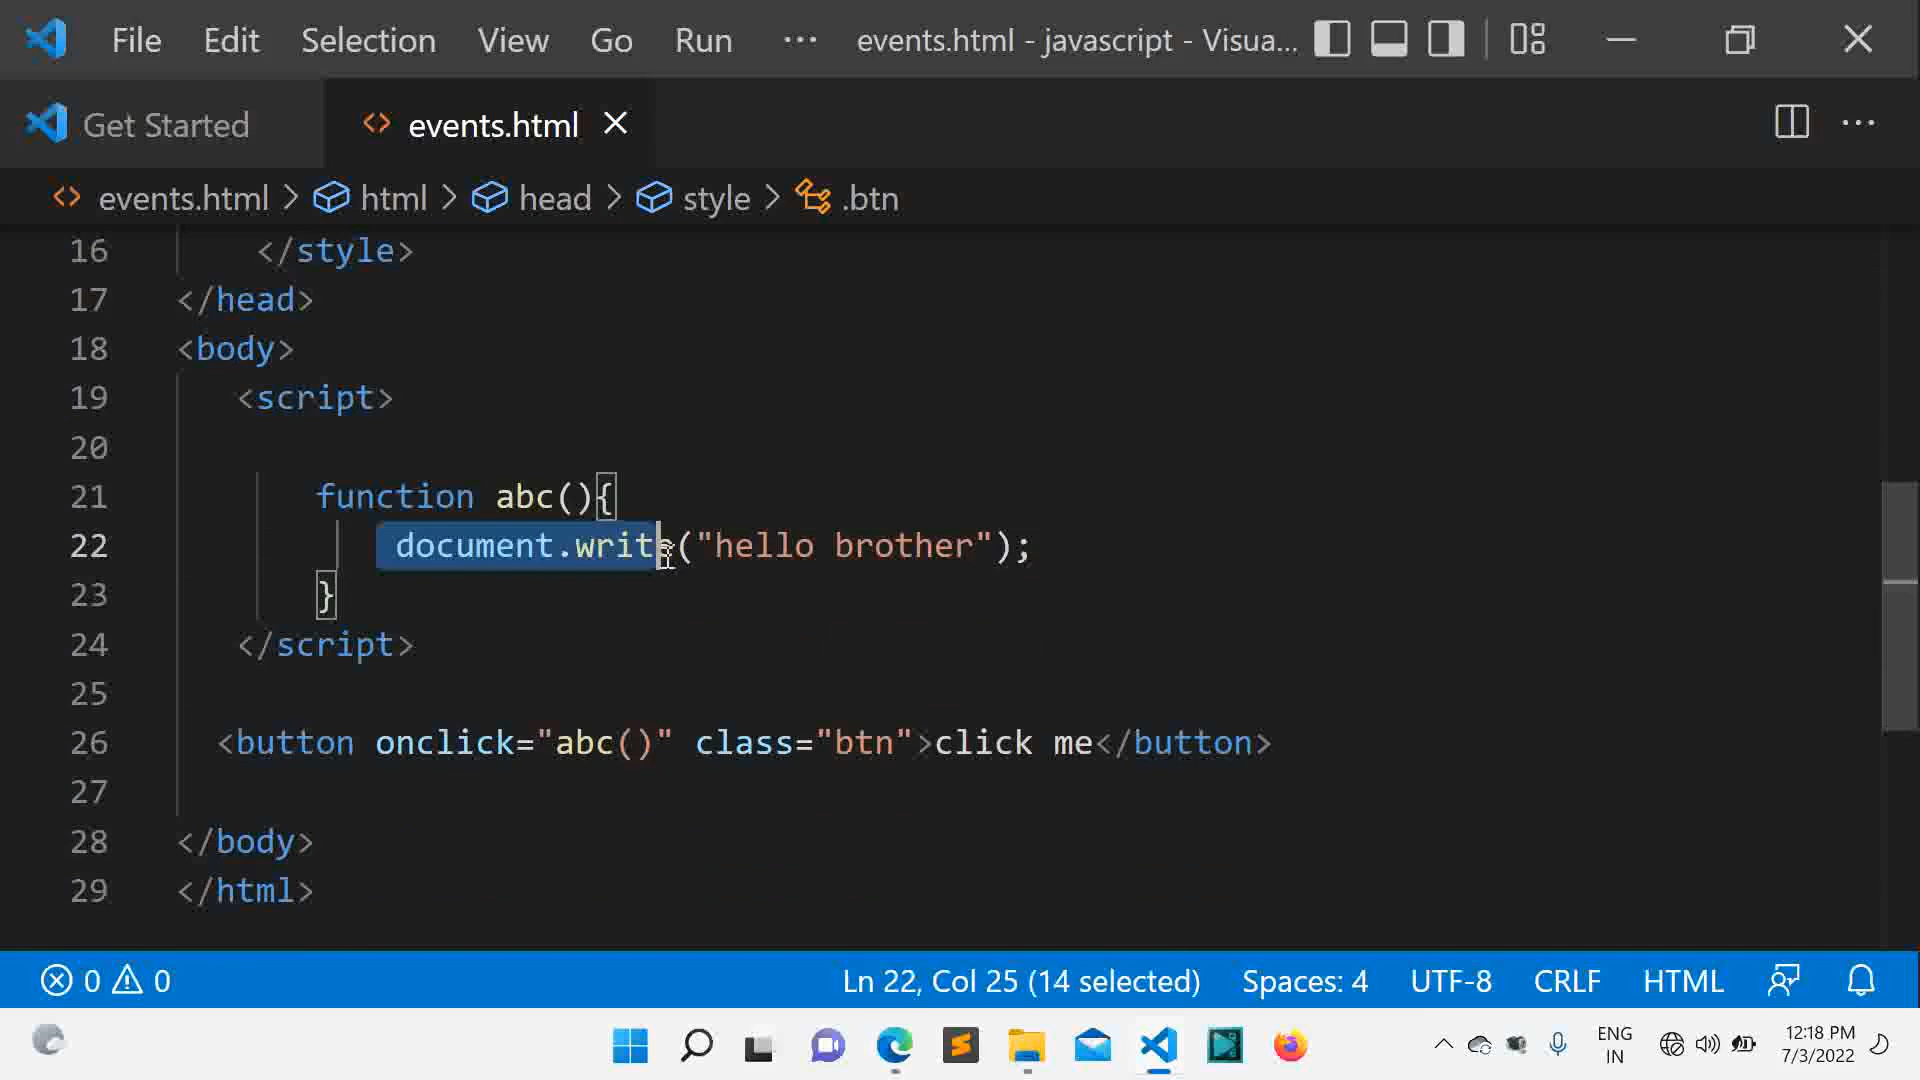 File Edit Selection View Go Run ··· events.html - javascript - Visua...
Get Started events.html
events.html > html > head > style > .btn
16 </style>
17 </head>
18 <body>
19 <script>
20
21 function abc(){
22 document.write("hello brother");
23 }
24 </script>
25
26 <button onclick="abc()" class="btn">click me</button>
27
28 </body>
29 </html>
0 0 Ln 22, Col 25 (14 selected) Spaces: 4 UTF-8 CRLF HTML
ENG 12:18 PM
IN 7/3/2022